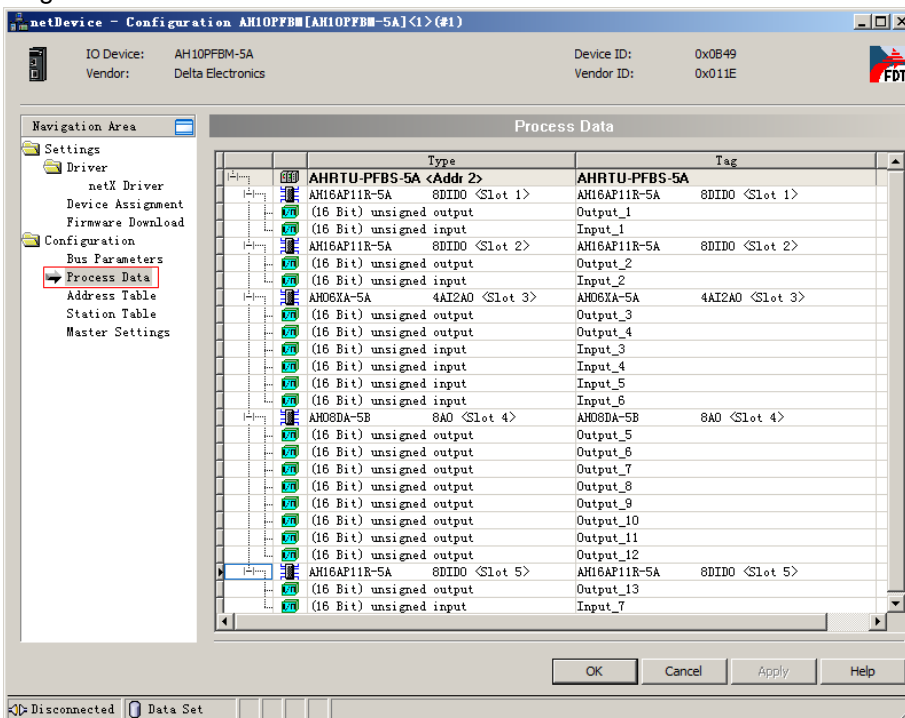 netDevice - Configuration AH10PFBM[AH10PFBM-5A]<1>(#1)
IO Device: AH10PFBM-5A Device ID: 0x0B49
Vendor: Delta Electronics Vendor ID: 0x011E
FDT
Navigation Area
Process Data
Settings
Driver
netX Driver
Device Assignment
Firmware Download
Configuration
Bus Parameters
Process Data
Address Table
Station Table
Master Settings
Type Tag
AHRTU-PFBS-5A <Addr 2> AHRTU-PFBS-5A
AH16AP11R-5A 8DIDO <Slot 1> AH16AP11R-5A 8DIDO <Slot 1>
(16 Bit) unsigned output Output_1
(16 Bit) unsigned input Input_1
AH16AP11R-5A 8DIDO <Slot 2> AH16AP11R-5A 8DIDO <Slot 2>
(16 Bit) unsigned output Output_2
(16 Bit) unsigned input Input_2
AH06XA-5A 4AI2AO <Slot 3> AH06XA-5A 4AI2AO <Slot 3>
(16 Bit) unsigned output Output_3
(16 Bit) unsigned output Output_4
(16 Bit) unsigned input Input_3
(16 Bit) unsigned input Input_4
(16 Bit) unsigned input Input_5
(16 Bit) unsigned input Input_6
AH08DA-5B 8AO <Slot 4> AH08DA-5B 8AO <Slot 4>
(16 Bit) unsigned output Output_5
(16 Bit) unsigned output Output_6
(16 Bit) unsigned output Output_7
(16 Bit) unsigned output Output_8
(16 Bit) unsigned output Output_9
(16 Bit) unsigned output Output_10
(16 Bit) unsigned output Output_11
(16 Bit) unsigned output Output_12
AH16AP11R-5A 8DIDO <Slot 5> AH16AP11R-5A 8DIDO <Slot 5>
(16 Bit) unsigned output Output_13
(16 Bit) unsigned input Input_7
OK Cancel Apply Help
Disconnected Data Set